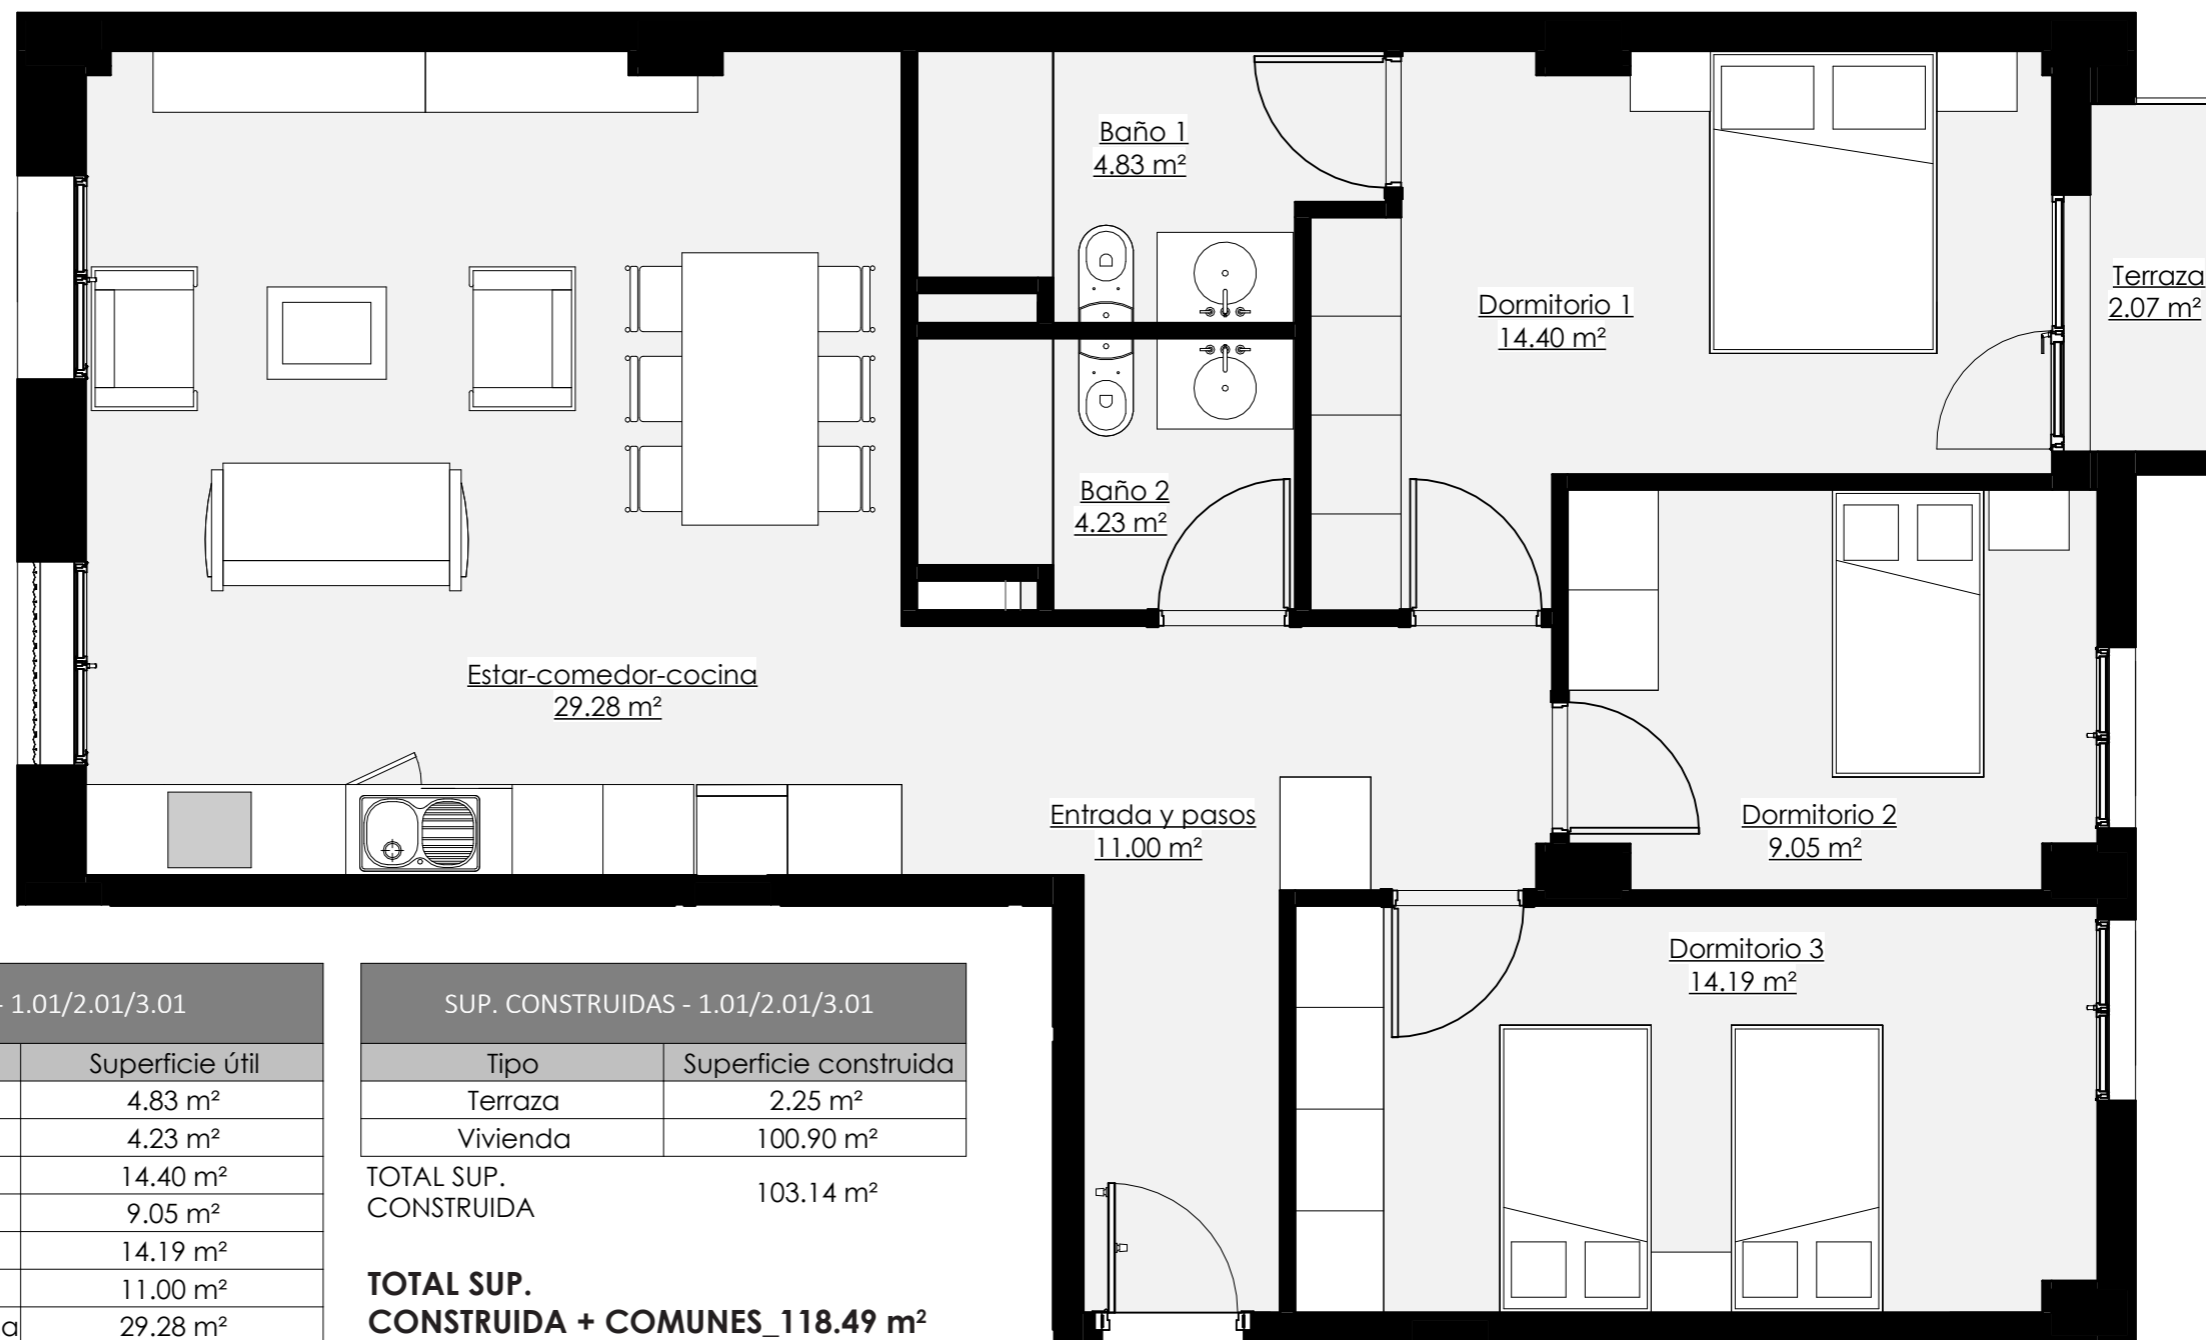 Baño 1
4.83 m²
Dormitorio 1
14.40 m²
Terraza
2.07 m²
Baño 2
4.23 m²
Estar-comedor-cocina
29.28 m²
Entrada y pasos
11.00 m²
Dormitorio 2
9.05 m²
Dormitorio 3
14.19 m²
- 1.01/2.01/3.01
Superficie útil
4.83 m²
4.23 m²
14.40 m²
9.05 m²
14.19 m²
11.00 m²
a 29.28 m²
SUP. CONSTRUIDAS - 1.01/2.01/3.01
Tipo Superficie construida
Terraza 2.25 m²
Vivienda 100.90 m²
TOTAL SUP.
CONSTRUIDA 103.14 m²
TOTAL SUP.
CONSTRUIDA + COMUNES_118.49 m²